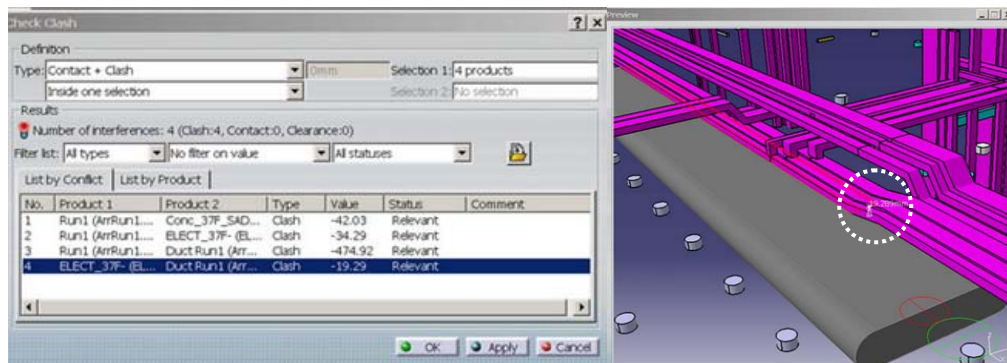 Check Clash
Definition
Type: Contact + Clash 0mm Selection 1: 4 products
Inside one selection Selection 2: No selection
Results
Number of interferences: 4 (Clash:4, Contact:0, Clearance:0)
Filter list: All types No filter on value All statuses
List by Conflict List by Product
No. Product 1 Product 2 Type Value Status Comment
1 Run1 (ArrRun1.... Conc_37F_SAD... Clash -42.03 Relevant
2 Run1 (ArrRun1.... ELECT_37F- (EL... Clash -34.29 Relevant
3 Run1 (ArrRun1.... Duct Run1 (Arr... Clash -474.92 Relevant
4 ELECT_37F- (EL... Duct Run1 (Arr... Clash -19.29 Relevant
OK Apply Cancel
Preview